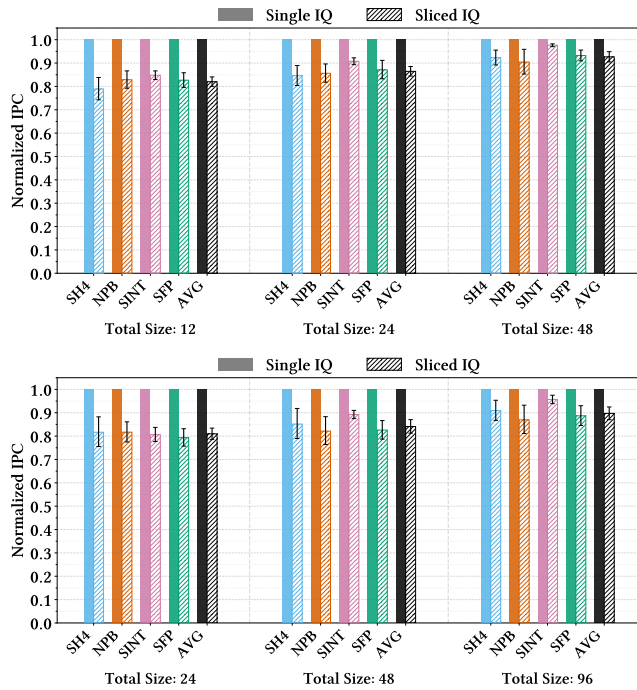 Single IQ Sliced IQ
Normalized IPC
1.0
0.9
0.8
0.7
0.6
0.5
0.4
0.3
0.2
0.1
0.0
SH4 NPB SINT SFP AVG SH4 NPB SINT SFP AVG SH4 NPB SINT SFP AVG
Total Size: 12 Total Size: 24 Total Size: 48
Single IQ Sliced IQ
Normalized IPC
1.0
0.9
0.8
0.7
0.6
0.5
0.4
0.3
0.2
0.1
0.0
SH4 NPB SINT SFP AVG SH4 NPB SINT SFP AVG SH4 NPB SINT SFP AVG
Total Size: 24 Total Size: 48 Total Size: 96